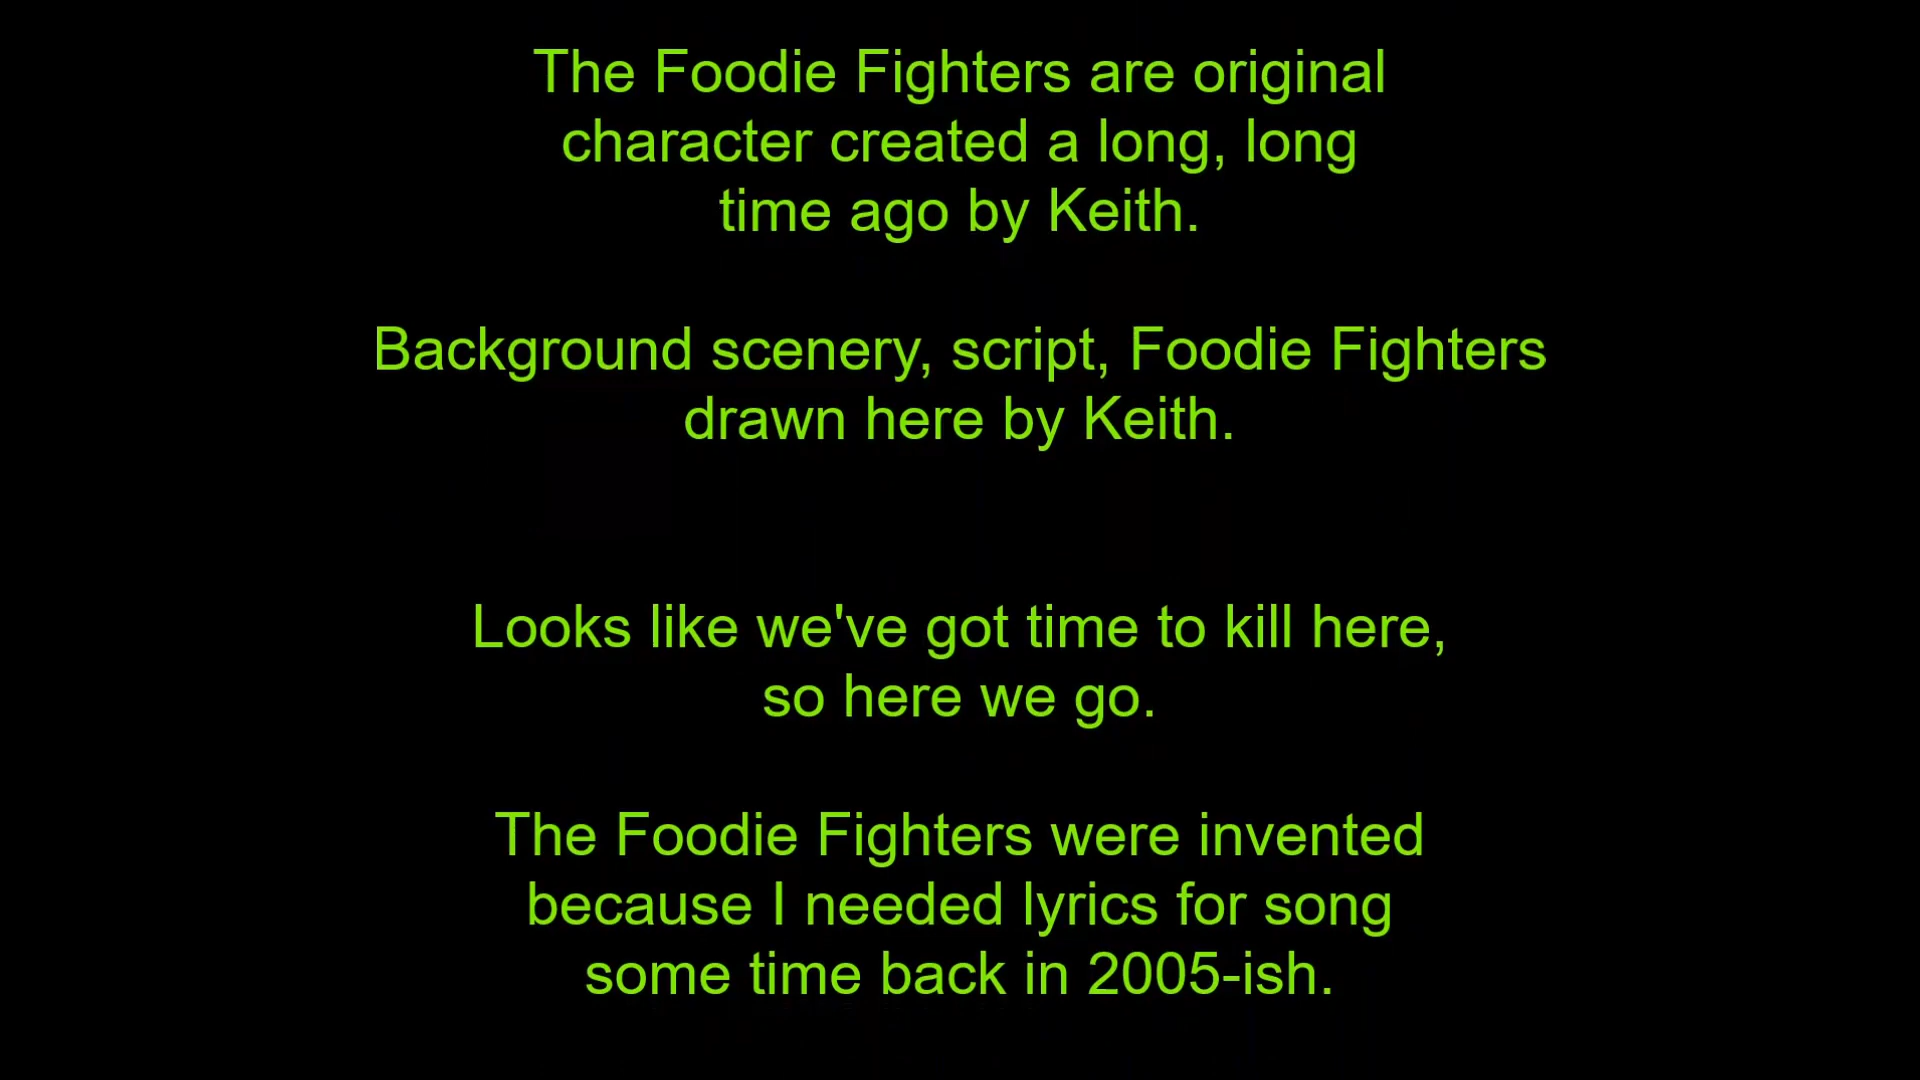 The Foodie Fighters are original
character created a long, long
time ago by Keith.
Background scenery, script, Foodie Fighters
drawn here by Keith.
Looks like we've got time to kill here,
so here we go.
The Foodie Fighters were invented
because I needed lyrics for song
some time back in 2005-ish.